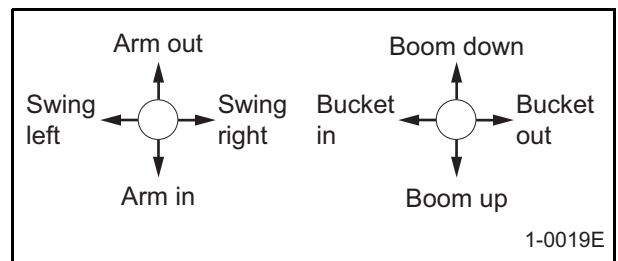 Arm out
Swing
left
Swing
right
Arm in
Boom down
Bucket
in
Bucket
out
Boom up
1-0019E